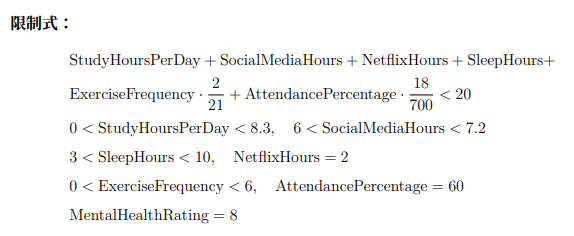 限制式：
StudyHoursPerDay + SocialMediaHours + NetflixHours + SleepHours+
ExerciseFrequency · 2/21 + AttendancePercentage · 18/700 < 20
0 < StudyHoursPerDay < 8.3, 6 < SocialMediaHours < 7.2
3 < SleepHours < 10, NetflixHours = 2
0 < ExerciseFrequency < 6, AttendancePercentage = 60
MentalHealthRating = 8